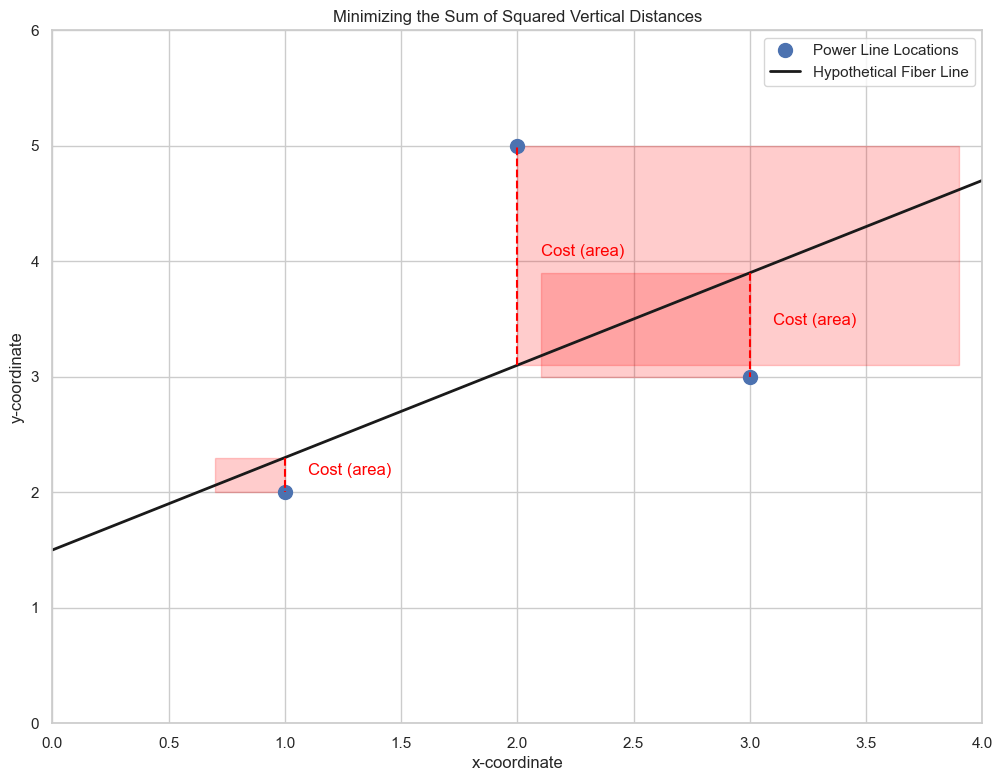 Minimizing the Sum of Squared Vertical Distances
Power Line Locations
Hypothetical Fiber Line
Cost (area)
Cost (area)
Cost (area)
y-coordinate
6
5
4
3
2
1
0
0.0 0.5 1.0 1.5 2.0 2.5 3.0 3.5 4.0
x-coordinate